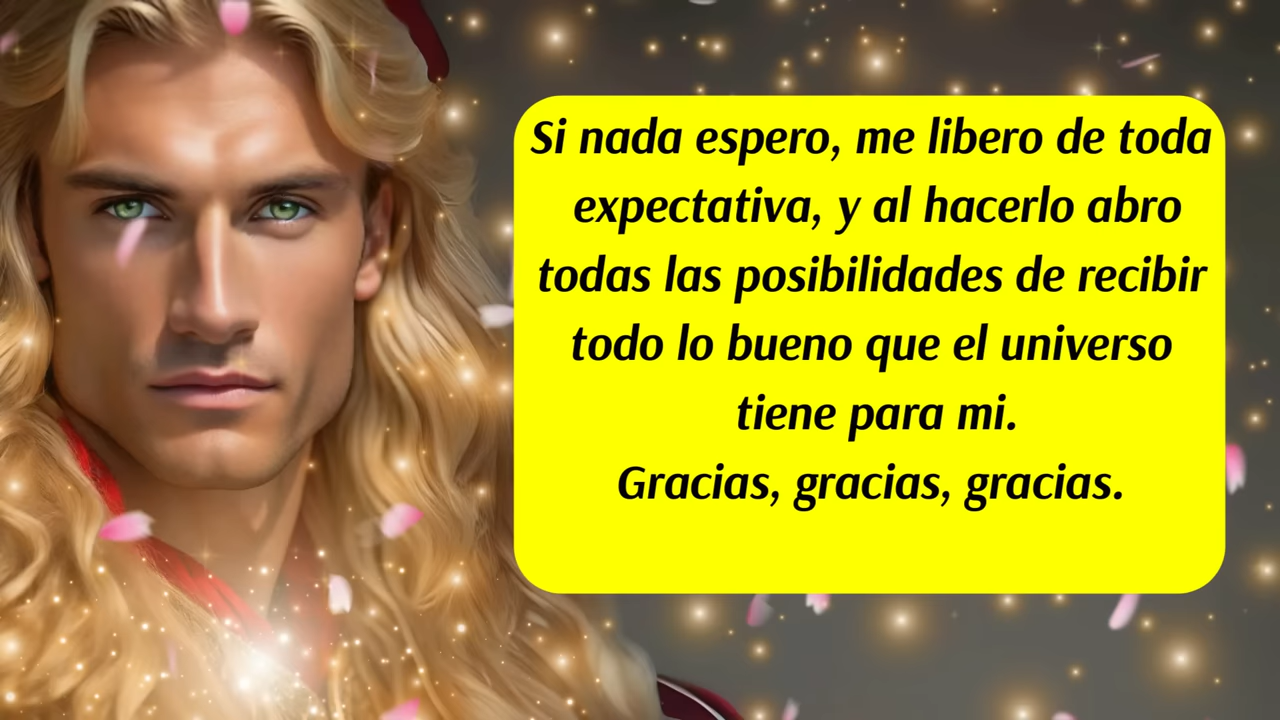 Si nada espero, me libero de toda
expectativa, y al hacerlo abro
todas las posibilidades de recibir
todo lo bueno que el universo
tiene para mi.
Gracias, gracias, gracias.